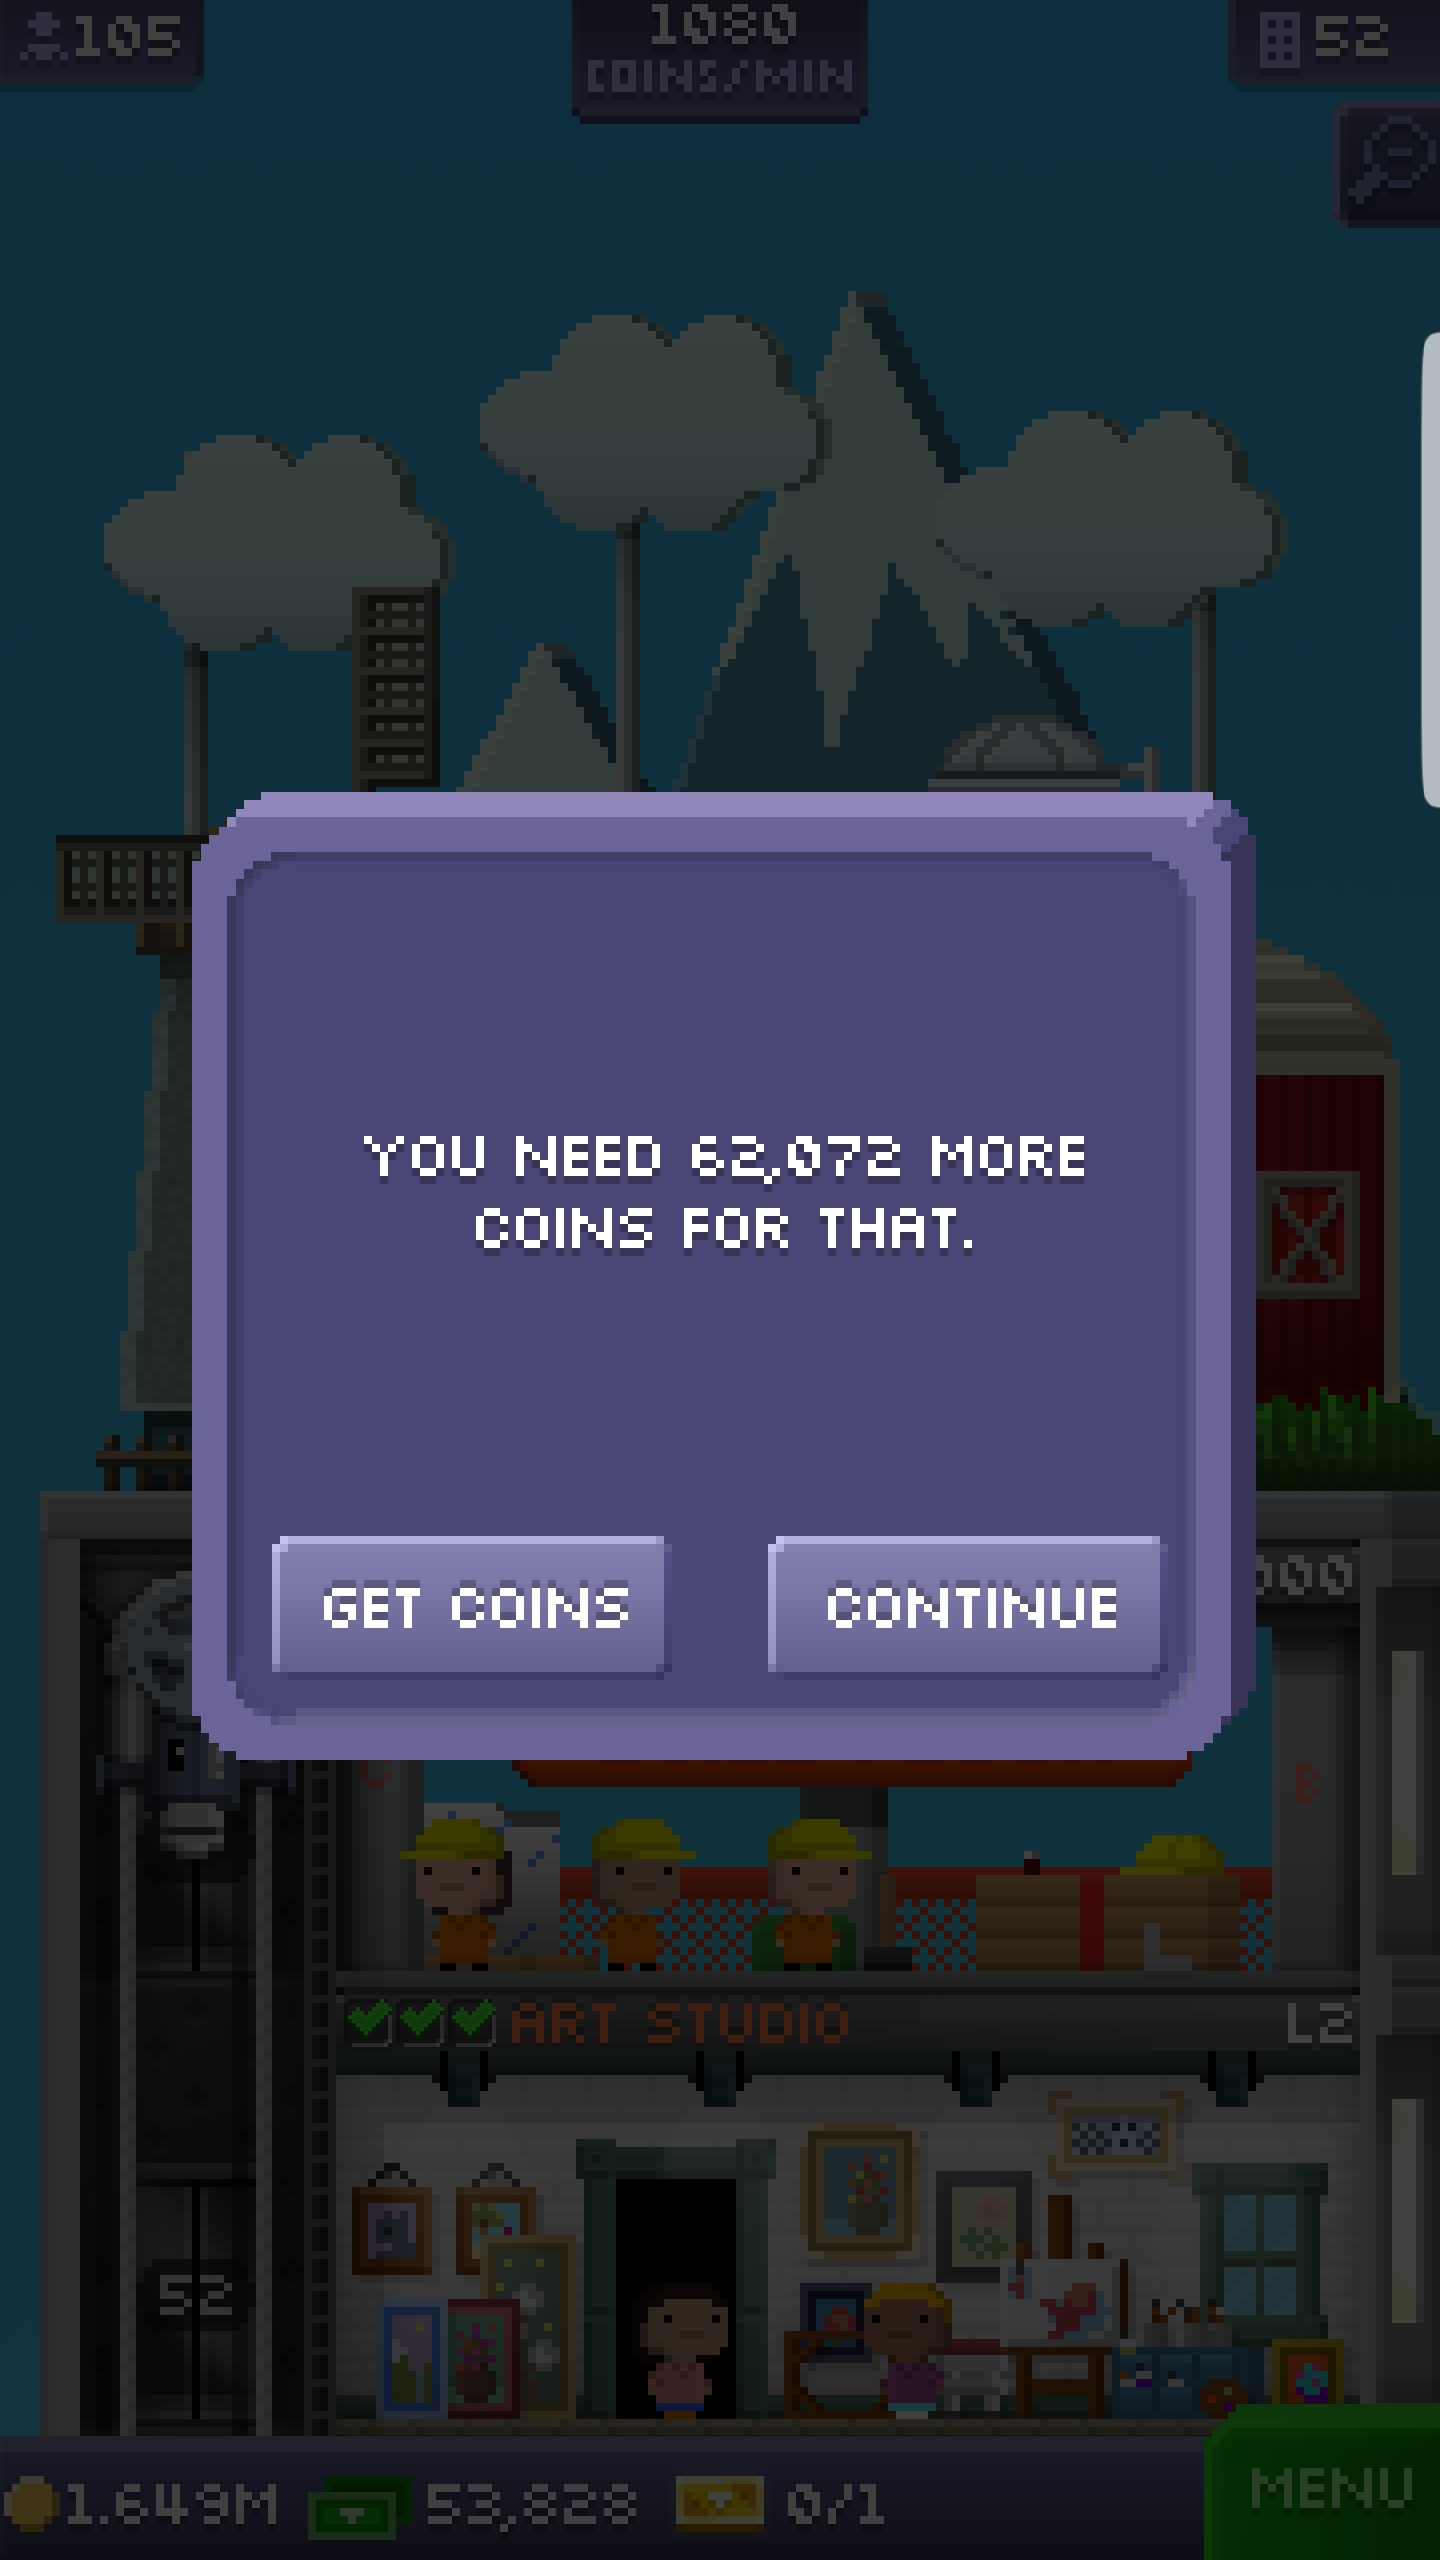 105
1080
COINS/MIN
52
YOU NEED 62,072 MORE
COINS FOR THAT.
GET COINS
CONTINUE
000
B
ART STUDIO
L2
52
1.649M
53,828
0/1
MENU